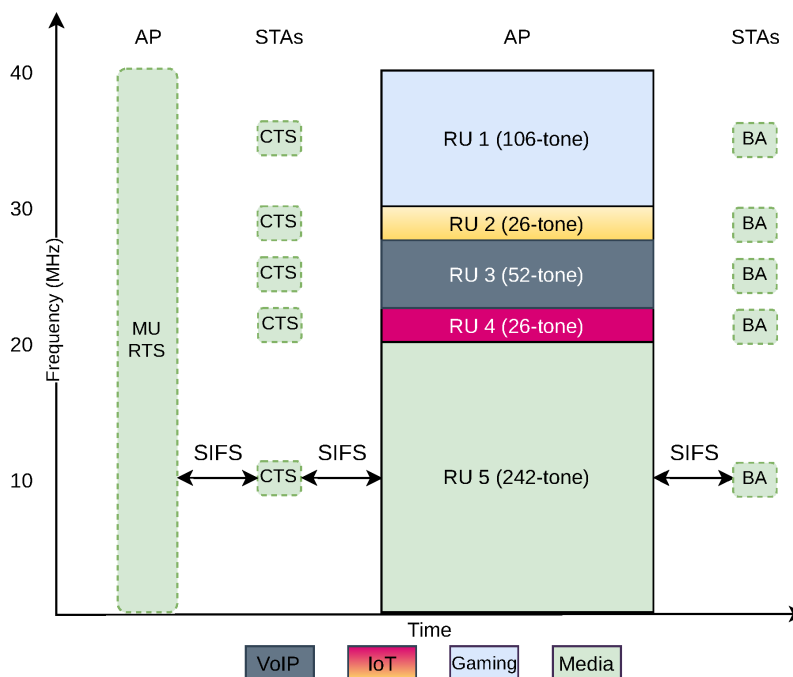 AP STAs AP STAs
40
CTS RU 1 (106-tone) BA
30
CTS RU 2 (26-tone) BA
Frequency (MHz)
CTS RU 3 (52-tone) BA
MU
RTS
CTS RU 4 (26-tone) BA
20
SIFS SIFS SIFS
10
CTS RU 5 (242-tone) BA
Time
VoIP IoT Gaming Media